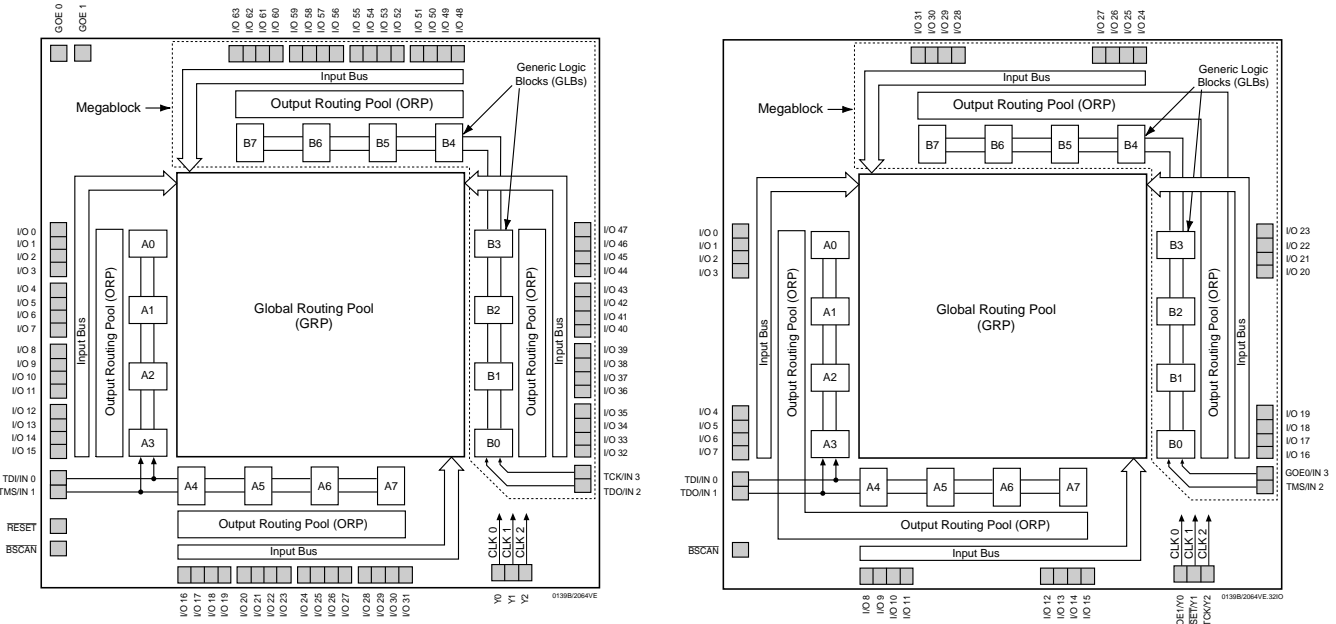 GOE 0
GOE 1
I/O 63
I/O 62
I/O 61
I/O 60
I/O 59
I/O 58
I/O 57
I/O 56
I/O 55
I/O 54
I/O 53
I/O 52
I/O 51
I/O 50
I/O 49
I/O 48
Input Bus
Output Routing Pool (ORP)
Megablock
Generic Logic
Blocks (GLBs)
B7
B6
B5
B4
I/O 0
I/O 1
I/O 2
I/O 3
I/O 4
I/O 5
I/O 6
I/O 7
I/O 8
I/O 9
I/O 10
I/O 11
I/O 12
I/O 13
I/O 14
I/O 15
Input Bus
Output Routing Pool (ORP)
A0
A1
A2
A3
Global Routing Pool
(GRP)
B3
B2
B1
B0
Output Routing Pool (ORP)
Input Bus
I/O 47
I/O 46
I/O 45
I/O 44
I/O 43
I/O 42
I/O 41
I/O 40
I/O 39
I/O 38
I/O 37
I/O 36
I/O 35
I/O 34
I/O 33
I/O 32
TDI/IN 0
TMS/IN 1
TCK/IN 3
TDO/IN 2
A4
A5
A6
A7
Output Routing Pool (ORP)
Input Bus
RESET
BSCAN
CLK 0
CLK 1
CLK 2
Y0
Y1
Y2
I/O 16
I/O 17
I/O 18
I/O 19
I/O 20
I/O 21
I/O 22
I/O 23
I/O 24
I/O 25
I/O 26
I/O 27
I/O 28
I/O 29
I/O 30
I/O 31
0139B/2064VE
I/O 31
I/O 30
I/O 29
I/O 28
I/O 27
I/O 26
I/O 25
I/O 24
Input Bus
Output Routing Pool (ORP)
Megablock
Generic Logic
Blocks (GLBs)
B7
B6
B5
B4
I/O 0
I/O 1
I/O 2
I/O 3
I/O 4
I/O 5
I/O 6
I/O 7
Input Bus
Output Routing Pool (ORP)
A0
A1
A2
A3
Global Routing Pool
(GRP)
B3
B2
B1
B0
Output Routing Pool (ORP)
Input Bus
I/O 23
I/O 22
I/O 21
I/O 20
I/O 19
I/O 18
I/O 17
I/O 16
TDI/IN 0
TDO/IN 1
GOE0/IN 3
TMS/IN 2
A4
A5
A6
A7
Output Routing Pool (ORP)
Input Bus
BSCAN
CLK 0
CLK 1
CLK 2
I/O 8
I/O 9
I/O 10
I/O 11
I/O 12
I/O 13
I/O 14
I/O 15
TCK/Y2
0139B/2064VE.32IO